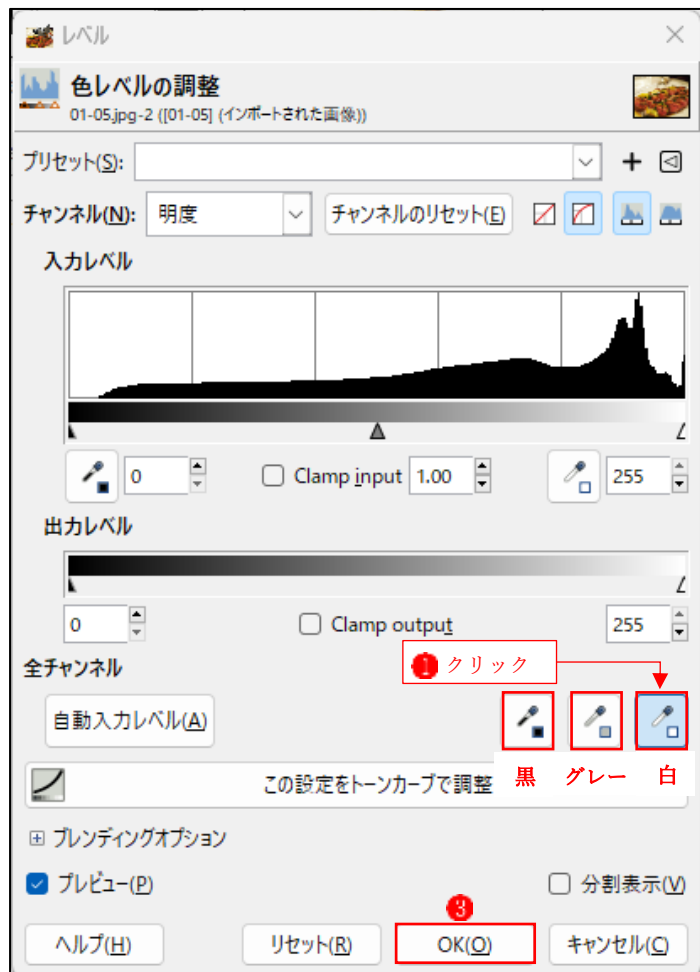 レベル
色レベルの調整
01-05.jpg-2 ([01-05] (インポートされた画像))
プリセット(S):
チャンネル(N): 明度 チャンネルのリセット(E)
入力レベル
0 Clamp input 1.00 255
出力レベル
0 Clamp output 255
全チャンネル
1 クリック
自動入力レベル(A)
黒 グレー 白
この設定をトーンカーブで調整
ブレンディングオプション
プレビュー(P) 分割表示(V)
3
ヘルプ(H) リセット(R) OK(O) キャンセル(C)